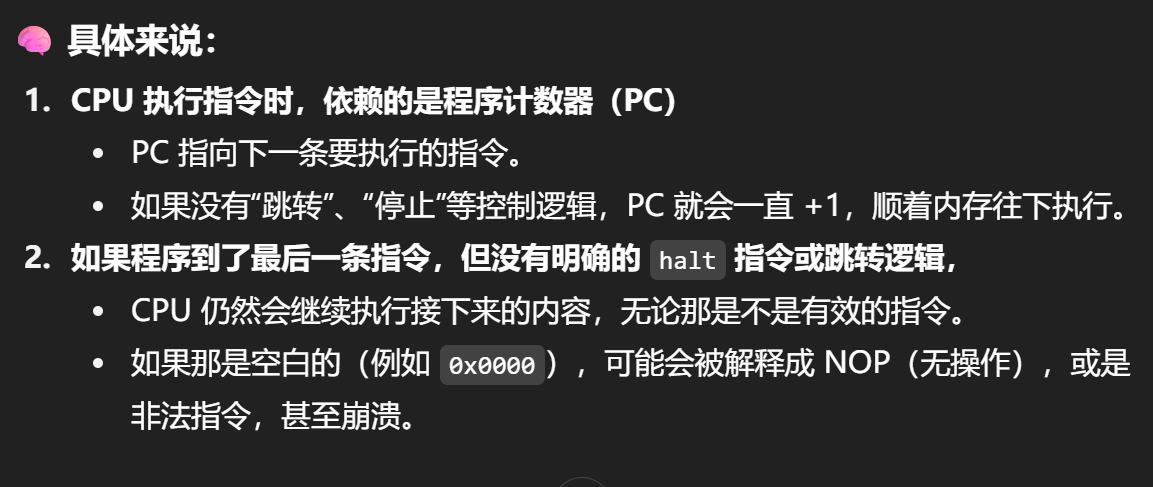 🧠 具体来说：
1. CPU 执行指令时，依赖的是程序计数器（PC）
• PC 指向下一条要执行的指令。
• 如果没有“跳转”、“停止”等控制逻辑，PC 就会一直 +1，顺着内存往下执行。
2. 如果程序到了最后一条指令，但没有明确的 halt 指令或跳转逻辑，
• CPU 仍然会继续执行接下来的内容，无论那是不是有效的指令。
• 如果那是空白的（例如 0x0000），可能会被解释成 NOP（无操作），或是
非法指令，甚至崩溃。